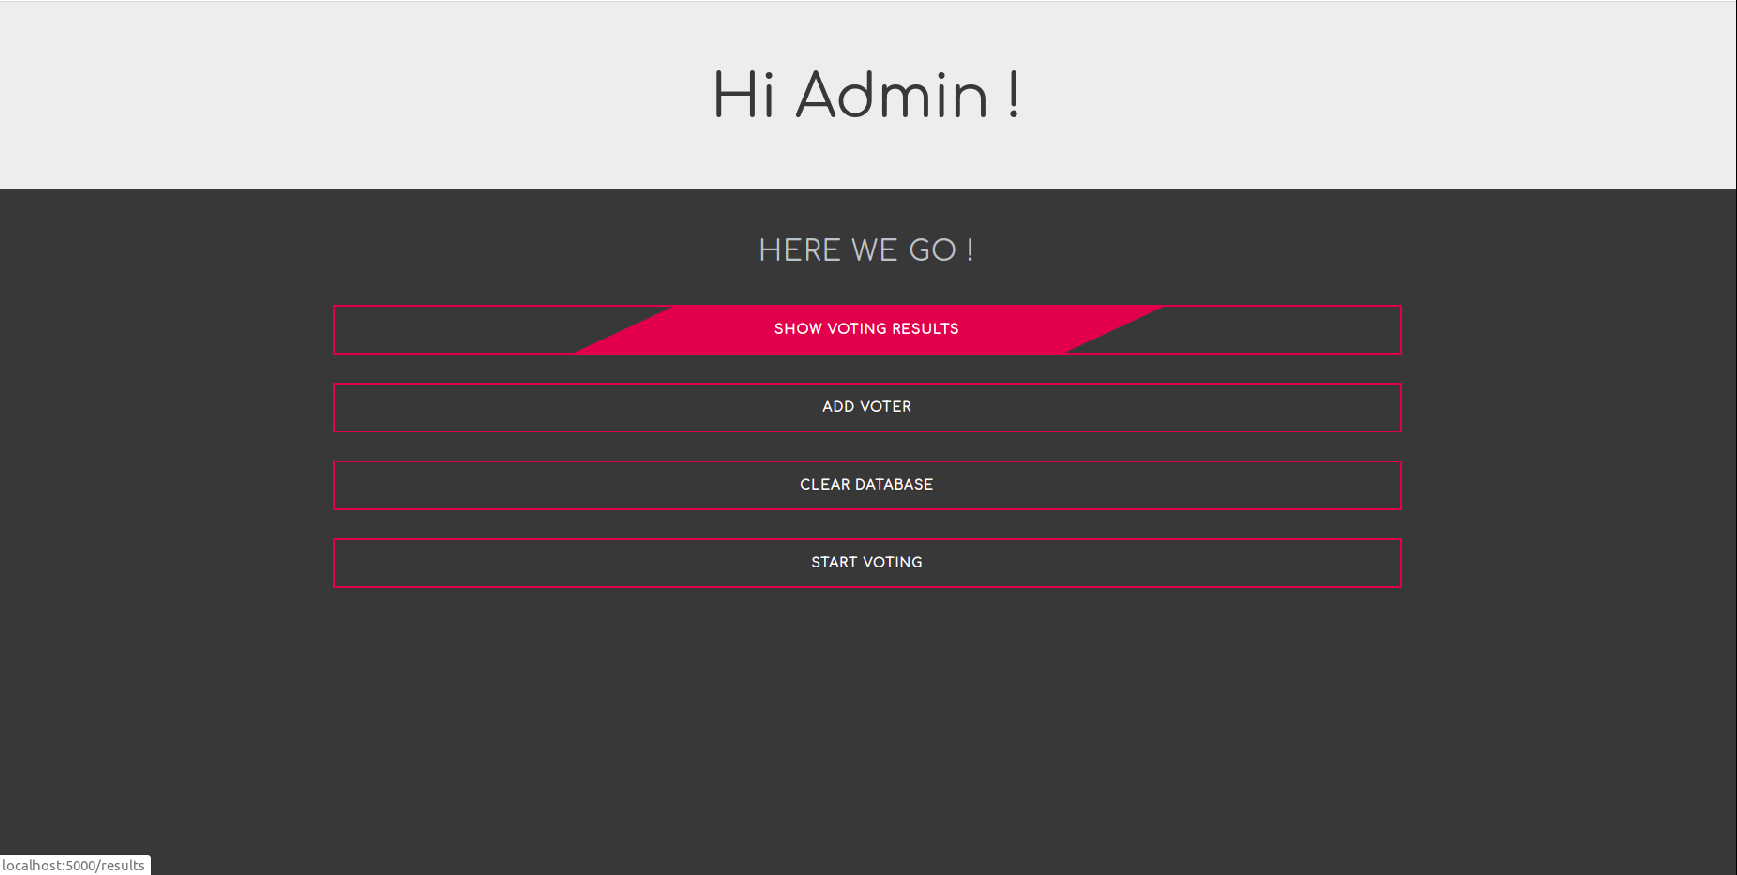 Hi Admin !
HERE WE GO !
SHOW VOTING RESULTS
ADD VOTER
CLEAR DATABASE
START VOTING
localhost:5000/results